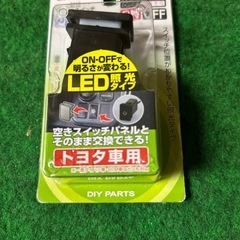 OFF
ON-OFFで
明るさが変わる!
LED照光
タイプ
空きスイッチパネルと
そのまま交換できる!
トヨタ車用
DIY PARTS